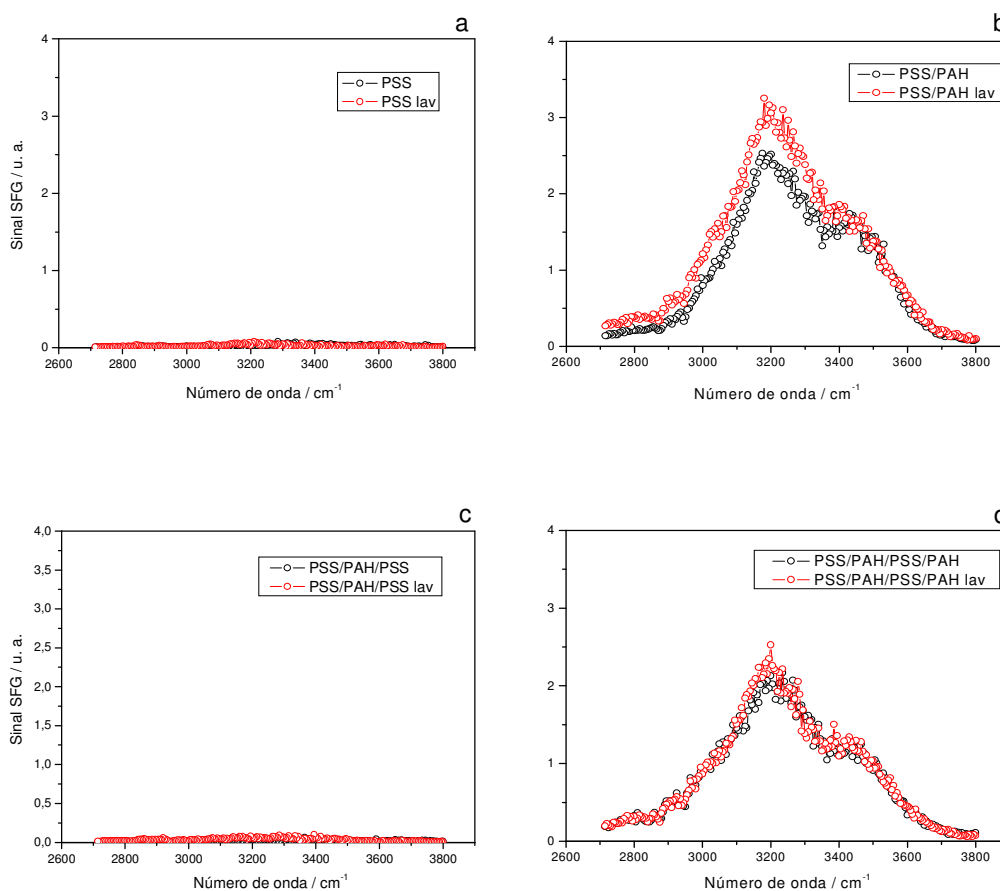 a
4
3
2
1
0
Sinal SFG / u. a.
PSS
PSS lav
2600 2800 3000 3200 3400 3600 3800
Número de onda / cm-1
b
4
3
2
1
0
PSS/PAH
PSS/PAH lav
2600 2800 3000 3200 3400 3600 3800
Número de onda / cm-1
c
4,0
3,5
3,0
2,5
2,0
1,5
1,0
0,5
0,0
Sinal SFG / u. a.
PSS/PAH/PSS
PSS/PAH/PSS lav
2600 2800 3000 3200 3400 3600 3800
Número de onda / cm-1
4
3
2
1
0
PSS/PAH/PSS/PAH
PSS/PAH/PSS/PAH lav
2600 2800 3000 3200 3400 3600 3800
Número de onda / cm-1